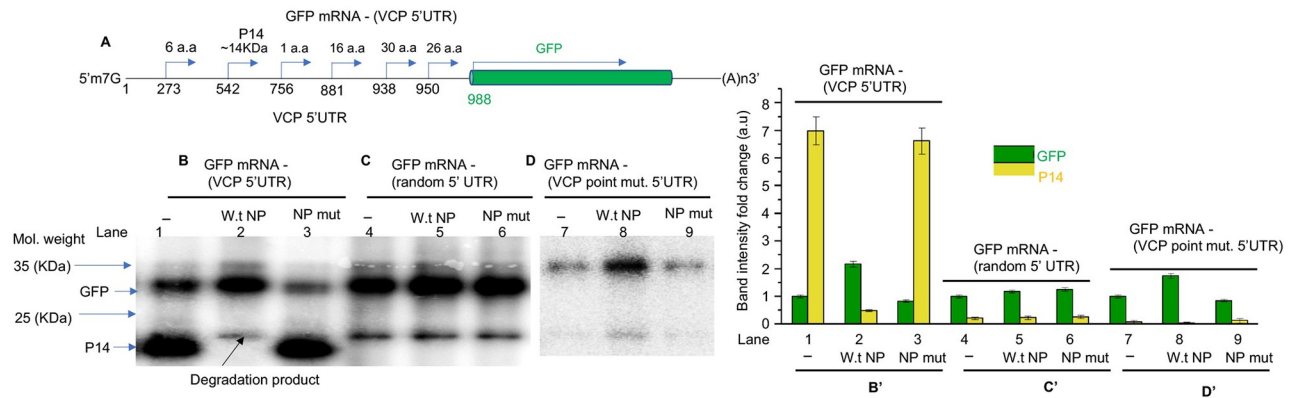 GFP mRNA - (VCP 5'UTR)
A
6 a.a
P14
~14KDa
1 a.a
16 a.a
30 a.a
26 a.a
GFP
5'm7G
(A)n3'
1
273
542
756
881
938
950
988
VCP 5'UTR
B
GFP mRNA -
(VCP 5'UTR)
C
GFP mRNA -
(random 5' UTR)
D
GFP mRNA -
(VCP point mut. 5'UTR)
– W.t NP NP mut – W.t NP NP mut – W.t NP NP mut
Lane 1 2 3 4 5 6 7 8 9
Mol. weight
35 (KDa)
GFP
25 (KDa)
P14
Degradation product
GFP mRNA -
(VCP 5'UTR)
GFP
P14
GFP mRNA -
(random 5' UTR)
GFP mRNA -
(VCP point mut. 5'UTR)
Band intensity fold change (a.u)
8
7
6
5
4
3
2
1
0
Lane 1 2 3 4 5 6 7 8 9
– W.t NP NP mut – W.t NP NP mut – W.t NP NP mut
B' C' D'